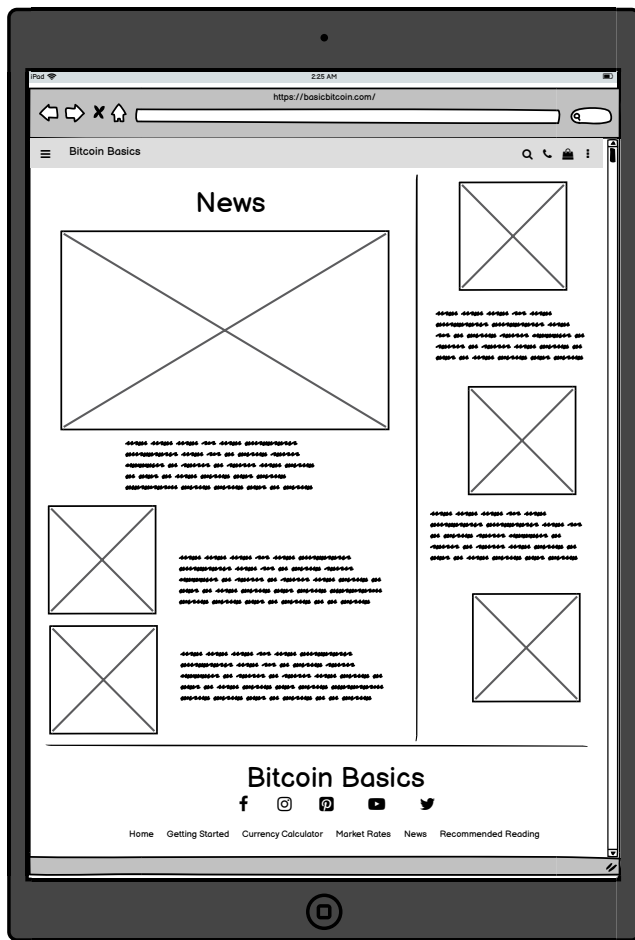 iPad
2:25 AM
https://basicbitcoin.com/
Bitcoin Basics
News
Bitcoin Basics
Home Getting Started Currency Calculator Market Rates News Recommended Reading